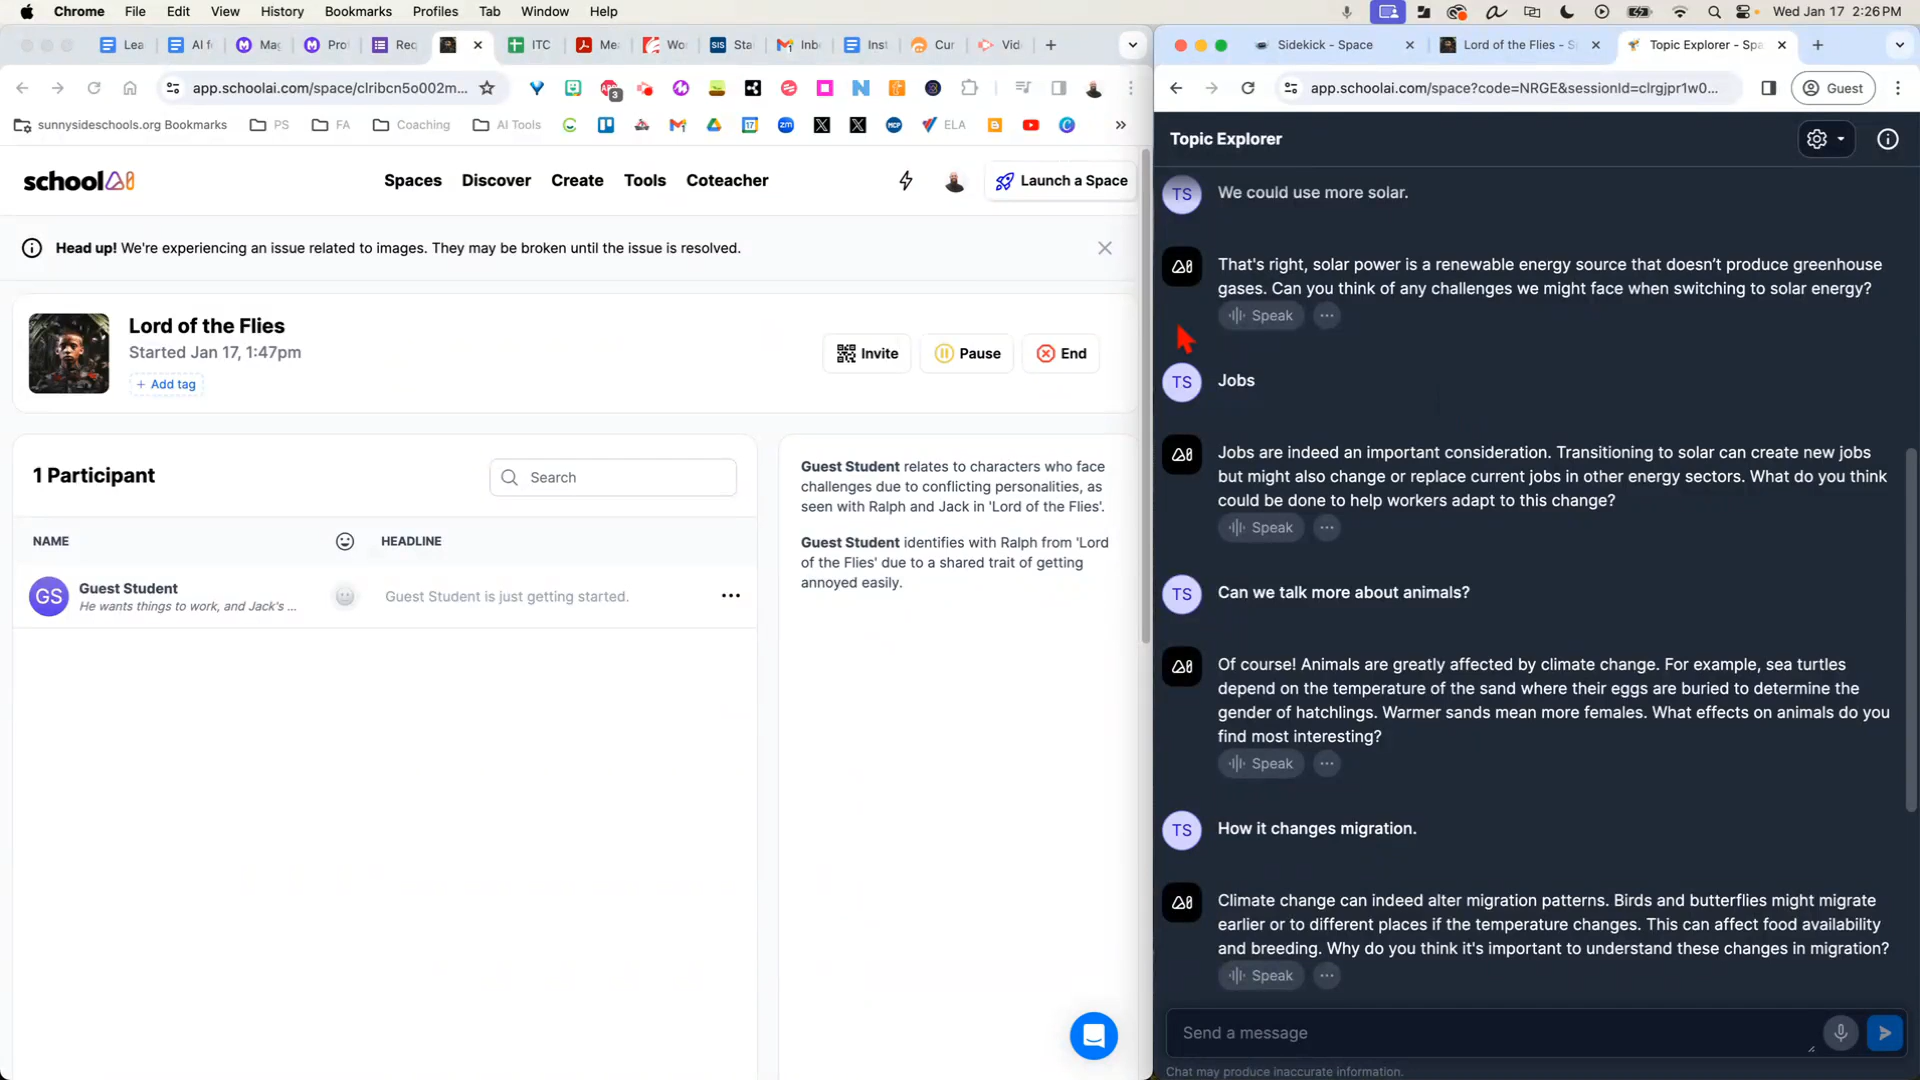 Chrome File Edit View History Bookmarks Profiles Tab Window Help
Wed Jan 17 2:26 PM
Lea
AI f
Mag
Pro
Rec
ITC
Me
Wo
SIS Sta
Inb
Inst
Cur
Vid
Sidekick - Space
Lord of the Flies - S
Topic Explorer - Spa
app.schoolai.com/space/clribcn5o002m...
3
app.schoolai.com/space?code=NRGE&sessionId=clrgjpr1w0...
Guest
sunnysideschools.org Bookmarks
PS
FA
Coaching
AI Tools
ELA
»
schoolAI
Spaces
Discover
Create
Tools
Coteacher
Launch a Space
Head up! We're experiencing an issue related to images. They may be broken until the issue is resolved.
Lord of the Flies
Started Jan 17, 1:47pm
+ Add tag
Invite
Pause
End
1 Participant
Search
NAME
HEADLINE
GS
Guest Student
He wants things to work, and Jack's ...
Guest Student is just getting started.
Guest Student relates to characters who face
challenges due to conflicting personalities, as
seen with Ralph and Jack in 'Lord of the Flies'.
Guest Student identifies with Ralph from 'Lord
of the Flies' due to a shared trait of getting
annoyed easily.
Topic Explorer
TS
We could use more solar.
That's right, solar power is a renewable energy source that doesn’t produce greenhouse
gases. Can you think of any challenges we might face when switching to solar energy?
Speak
TS
Jobs
Jobs are indeed an important consideration. Transitioning to solar can create new jobs
but might also change or replace current jobs in other energy sectors. What do you think
could be done to help workers adapt to this change?
Speak
TS
Can we talk more about animals?
Of course! Animals are greatly affected by climate change. For example, sea turtles
depend on the temperature of the sand where their eggs are buried to determine the
gender of hatchlings. Warmer sands mean more females. What effects on animals do you
find most interesting?
Speak
TS
How it changes migration.
Climate change can indeed alter migration patterns. Birds and butterflies might migrate
earlier or to different places if the temperature changes. This can affect food availability
and breeding. Why do you think it's important to understand these changes in migration?
Speak
Send a message
Chat may produce inaccurate information.